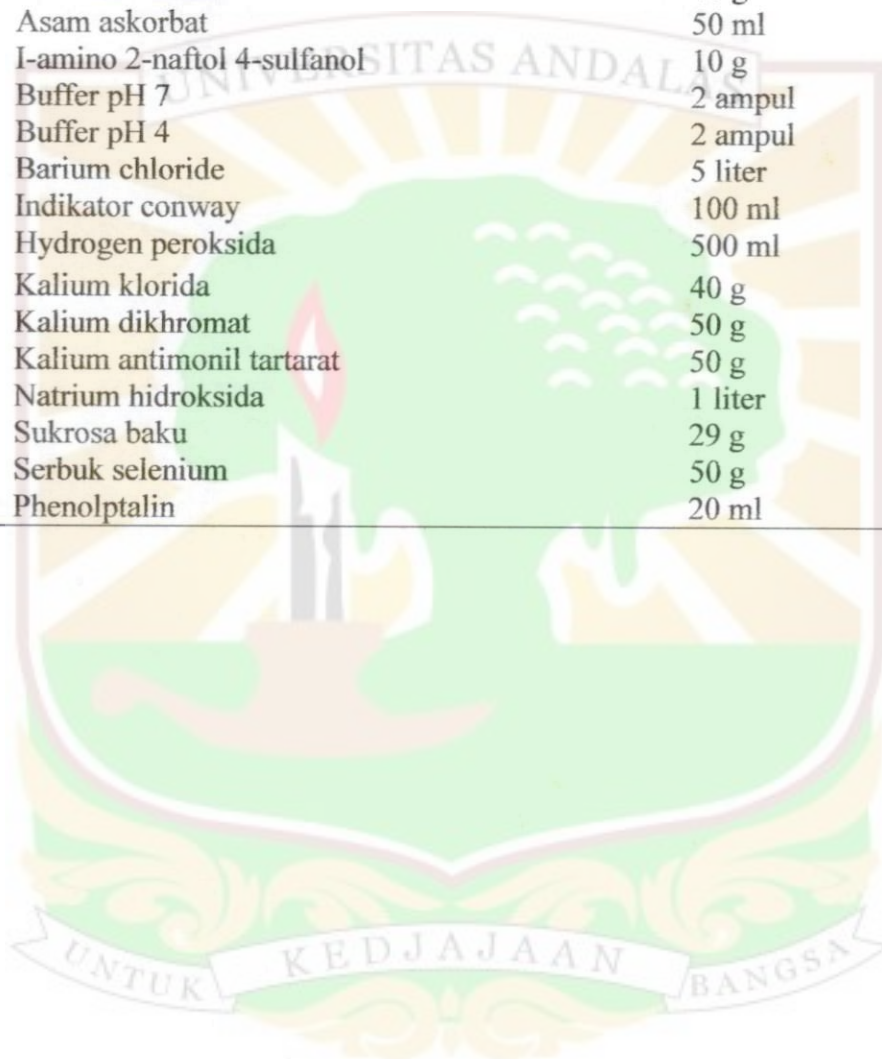 Asam askorbat 50 ml
I-amino 2-naftol 4-sulfanol 10 g
Buffer pH 7 2 ampul
Buffer pH 4 2 ampul
Barium chloride 5 liter
Indikator conway 100 ml
Hydrogen peroksida 500 ml
Kalium klorida 40 g
Kalium dikhromat 50 g
Kalium antimonil tartarat 50 g
Natrium hidroksida 1 liter
Sukrosa baku 29 g
Serbuk selenium 50 g
Phenolptalin 20 ml
UNIVERSITAS ANDALAS
UNTUK KEDJAJAAN BANGSA